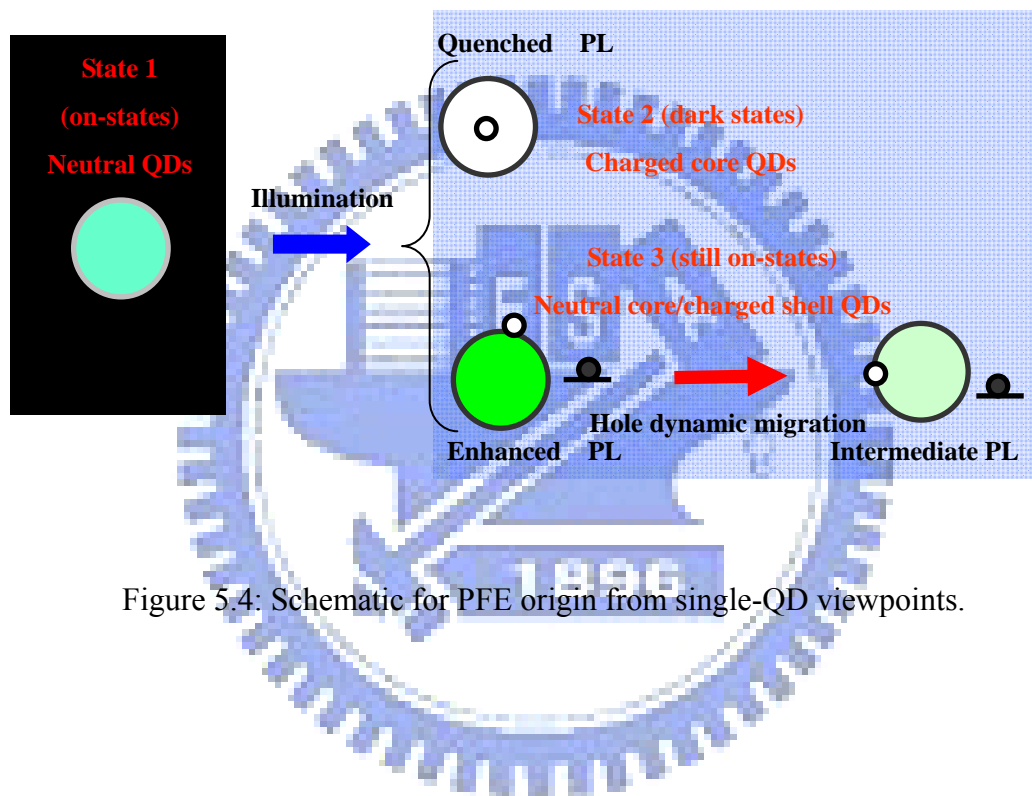 State 1
(on-states)
Neutral QDs
Illumination
Quenched PL
State 2 (dark states)
Charged core QDs
State 3 (still on-states)
Neutral core/charged shell QDs
Hole dynamic migration
Enhanced PL
Intermediate PL
1896
Figure 5.4: Schematic for PFE origin from single-QD viewpoints.